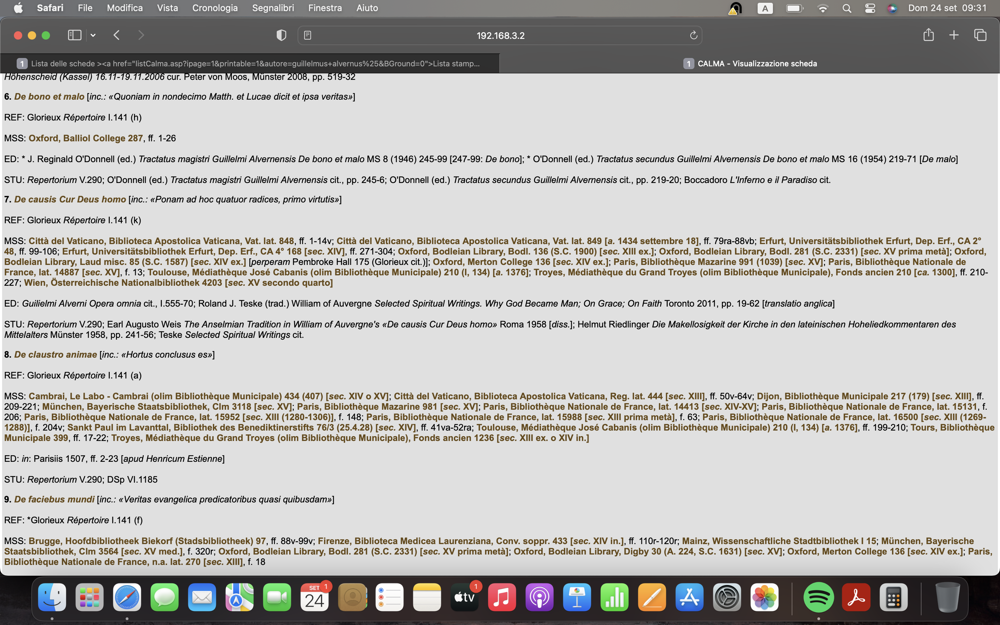 Safari File Modifica Vista Cronologia Segnalibri Finestra Aiuto A Dom 24 set 09:31
192.168.3.2
1 Lista delle schede ><a href="listCalma.asp?ipage=1&printable=1&autore=guillelmus+alvernus%25&BGround=0">Lista stamp...
1 CALMA - Visualizzazione scheda
Höhenscheid (Kassel) 16.11-19.11.2006 cur. Peter von Moos, Münster 2008, pp. 519-32
6. De bono et malo [inc.: «Quoniam in nondecimo Matth. et Lucae dicit et ipsa veritas»]
REF: Glorieux Répertoire I.141 (h)
MSS: Oxford, Balliol College 287, ff. 1-26
ED: * J. Reginald O'Donnell (ed.) Tractatus magistri Guillelmi Alvernensis De bono et malo MS 8 (1946) 245-99 [247-99: De bono]; * O'Donnell (ed.) Tractatus secundus Guillelmi Alvernensis De bono et malo MS 16 (1954) 219-71 [De malo]
STU: Repertorium V.290; O'Donnell (ed.) Tractatus magistri Guillelmi Alvernensis cit., pp. 245-6; O'Donnell (ed.) Tractatus secundus Guillelmi Alvernensis cit., pp. 219-20; Boccadoro L'Inferno e il Paradiso cit.
7. De causis Cur Deus homo [inc.: «Ponam ad hoc quatuor radices, primo virtutis»]
REF: Glorieux Répertoire I.141 (k)
MSS: Città del Vaticano, Biblioteca Apostolica Vaticana, Vat. lat. 848, ff. 1-14v; Città del Vaticano, Biblioteca Apostolica Vaticana, Vat. lat. 849 [a. 1434 settembre 18], ff. 79ra-88vb; Erfurt, Universitätsbibliothek Erfurt, Dep. Erf., CA 2°
48, ff. 99-106; Erfurt, Universitätsbibliothek Erfurt, Dep. Erf., CA 4° 168 [sec. XIV], ff. 271-304; Oxford, Bodleian Library, Bodl. 136 (S.C. 1900) [sec. XIII ex.]; Oxford, Bodleian Library, Bodl. 281 (S.C. 2331) [sec. XV prima metà]; Oxford,
Bodleian Library, Laud misc. 85 (S.C. 1587) [sec. XIV ex.] [perperam Pembroke Hall 175 (Glorieux cit.)]; Oxford, Merton College 136 [sec. XIV ex.]; Paris, Bibliothèque Mazarine 991 (1039) [sec. XV]; Paris, Bibliothèque Nationale de
France, lat. 14887 [sec. XV], f. 13; Toulouse, Médiathèque José Cabanis (olim Bibliothèque Municipale) 210 (I, 134) [a. 1376]; Troyes, Médiathèque du Grand Troyes (olim Bibliothèque Municipale), Fonds ancien 210 [ca. 1300], ff. 210-
227; Wien, Österreichische Nationalbibliothek 4203 [sec. XV secondo quarto]
ED: Guilielmi Alverni Opera omnia cit., I.555-70; Roland J. Teske (trad.) William of Auvergne Selected Spiritual Writings. Why God Became Man; On Grace; On Faith Toronto 2011, pp. 19-62 [translatio anglica]
STU: Repertorium V.290; Earl Augusto Weis The Anselmian Tradition in William of Auvergne's «De causis Cur Deus homo» Roma 1958 [diss.]; Helmut Riedlinger Die Makellosigkeit der Kirche in den lateinischen Hoheliedkommentaren des
Mittelalters Münster 1958, pp. 241-56; Teske Selected Spiritual Writings cit.
8. De claustro animae [inc.: «Hortus conclusus es»]
REF: Glorieux Répertoire I.141 (a)
MSS: Cambrai, Le Labo - Cambrai (olim Bibliothèque Municipale) 434 (407) [sec. XIV o XV]; Città del Vaticano, Biblioteca Apostolica Vaticana, Reg. lat. 444 [sec. XIII], ff. 50v-64v; Dijon, Bibliothèque Municipale 217 (179) [sec. XIII], ff.
209-221; München, Bayerische Staatsbibliothek, Clm 3118 [sec. XV]; Paris, Bibliothèque Mazarine 981 [sec. XV]; Paris, Bibliothèque Nationale de France, lat. 14413 [sec. XIV-XV]; Paris, Bibliothèque Nationale de France, lat. 15131, f.
206; Paris, Bibliothèque Nationale de France, lat. 15952 [sec. XIII (1280-1306)], f. 148; Paris, Bibliothèque Nationale de France, lat. 15988 [sec. XIII prima metà], f. 63; Paris, Bibliothèque Nationale de France, lat. 16500 [sec. XIII (1269-
1288)], f. 204v; Sankt Paul im Lavanttal, Bibliothek des Benediktinerstifts 76/3 (25.4.28) [sec. XIV], ff. 41va-52ra; Toulouse, Médiathèque José Cabanis (olim Bibliothèque Municipale) 210 (I, 134) [a. 1376], ff. 199-210; Tours, Bibliothèque
Municipale 399, ff. 17-22; Troyes, Médiathèque du Grand Troyes (olim Bibliothèque Municipale), Fonds ancien 1236 [sec. XIII ex. o XIV in.]
ED: in: Parisiis 1507, ff. 2-23 [apud Henricum Estienne]
STU: Repertorium V.290; DSp VI.1185
9. De faciebus mundi [inc.: «Veritas evangelica predicatoribus quasi quibusdam»]
REF: *Glorieux Répertoire I.141 (f)
MSS: Brugge, Hoofdbibliotheek Biekorf (Stadsbibliotheek) 97, ff. 88v-99v; Firenze, Biblioteca Medicea Laurenziana, Conv. soppr. 433 [sec. XIV in.], ff. 110r-120r; Mainz, Wissenschaftliche Stadtbibliothek I 15; München, Bayerische
Staatsbibliothek, Clm 3564 [sec. XV med.], f. 320r; Oxford, Bodleian Library, Bodl. 281 (S.C. 2331) [sec. XV prima metà]; Oxford, Bodleian Library, Digby 30 (A. 224, S.C. 1631) [sec. XV]; Oxford, Merton College 136 [sec. XIV ex.]; Paris,
Bibliothèque Nationale de France, n.a. lat. 270 [sec. XIII], f. 18
SET 1 1
24 tv